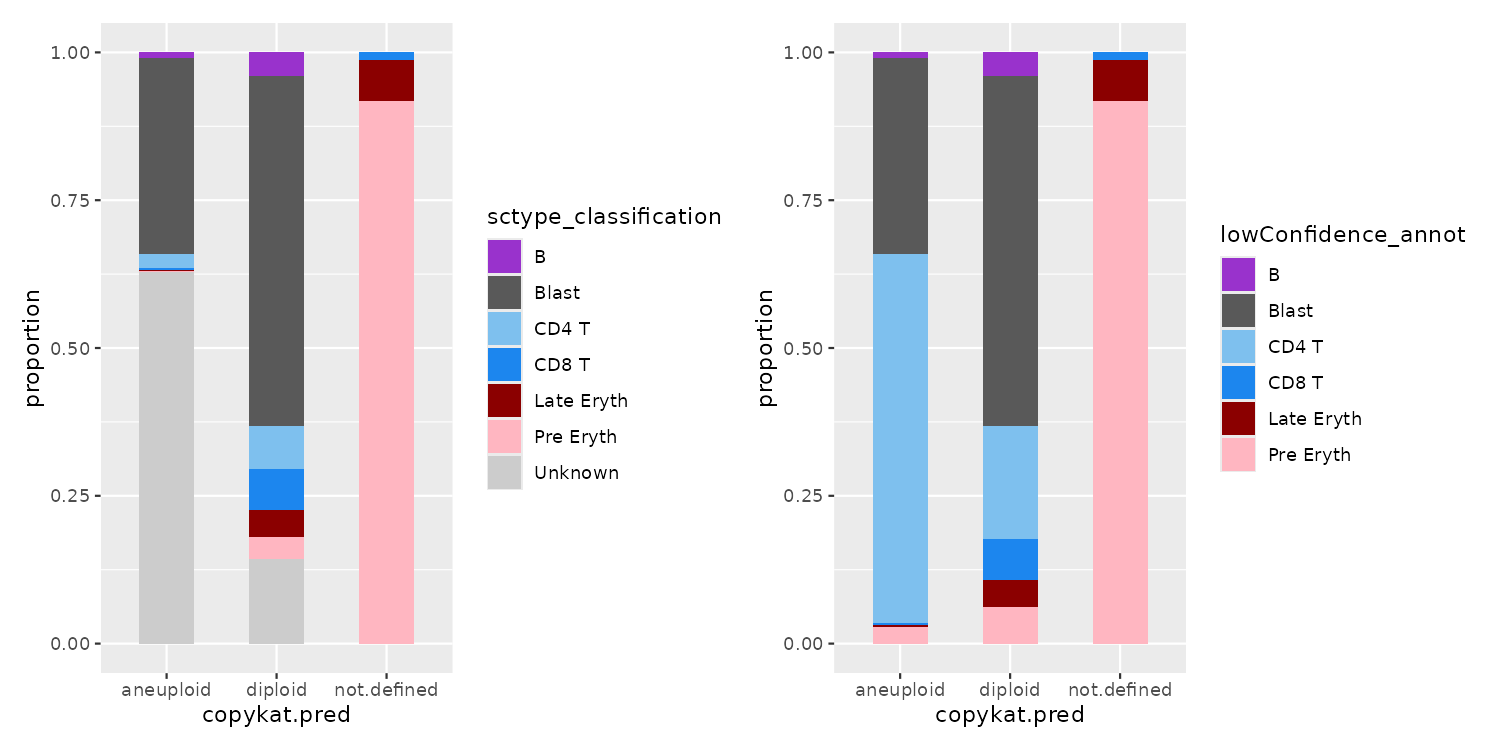 proportion
1.00
0.75
0.50
0.25
0.00
aneuploid
diploid
not.defined
copykat.pred
sctype_classification
B
Blast
CD4 T
CD8 T
Late Eryth
Pre Eryth
Unknown
proportion
1.00
0.75
0.50
0.25
0.00
aneuploid
diploid
not.defined
copykat.pred
lowConfidence_annot
B
Blast
CD4 T
CD8 T
Late Eryth
Pre Eryth